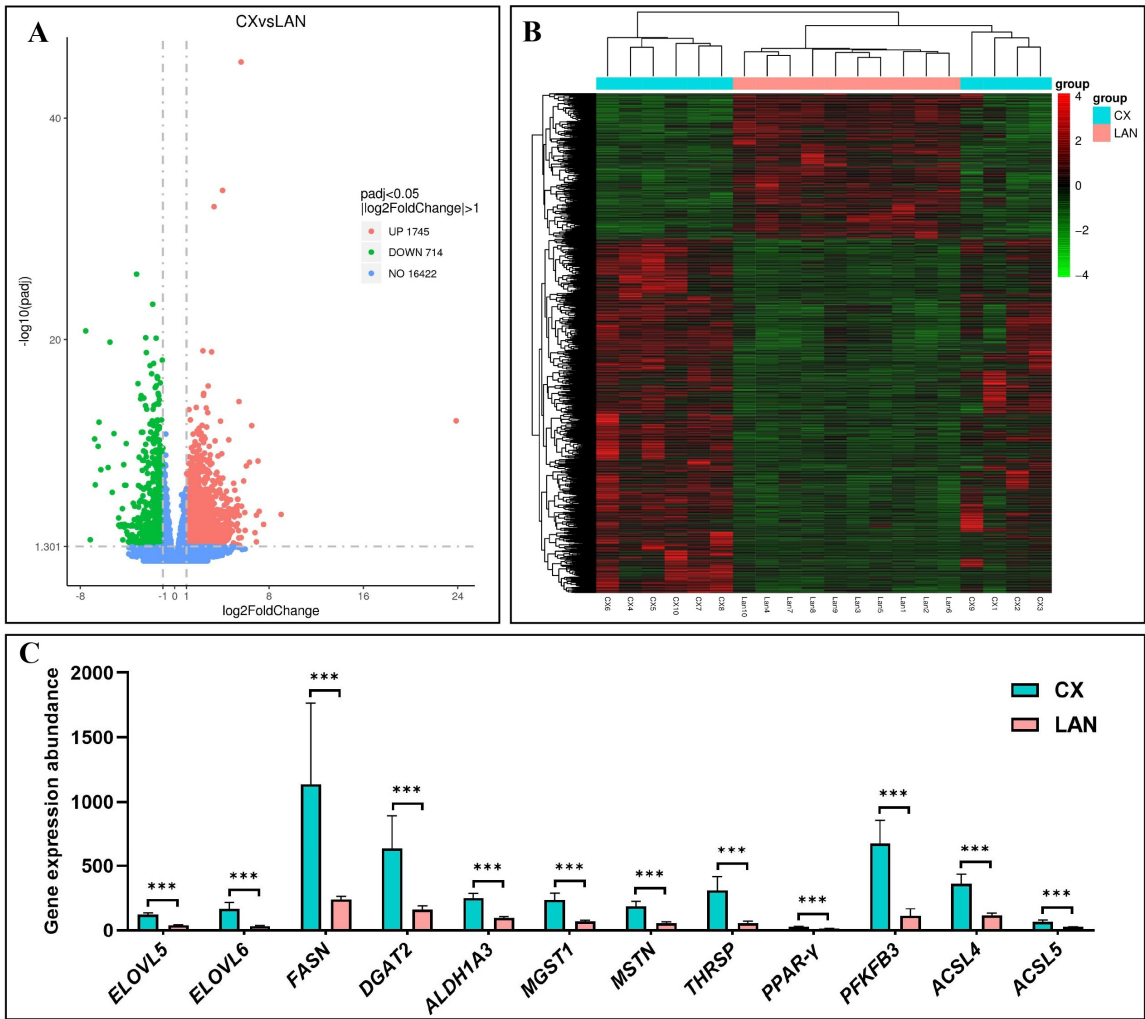 A
CXvsLAN
40
20
1.301
-log10(padj)
padj<0.05
|log2FoldChange|>1
UP 1745
DOWN 714
NO 16422
-8
-1
0
1
8
16
24
log2FoldChange
B
group
4
2
0
-2
-4
group
CX
LAN
CX6
CX4
CX5
CX10
CX7
CX8
Lan10
Lan4
Lan7
Lan8
Lan9
Lan3
Lan5
Lan1
Lan2
Lan6
CX9
CX1
CX2
CX3
C
Gene expression abundance
2000
1500
1000
500
0
***
***
***
***
***
***
***
***
***
***
***
***
CX
LAN
ELOVL5
ELOVL6
FASN
DGAT2
ALDH1A3
MGST1
MSTN
THRSP
PPAR-γ
PFKFB3
ACSL4
ACSL5